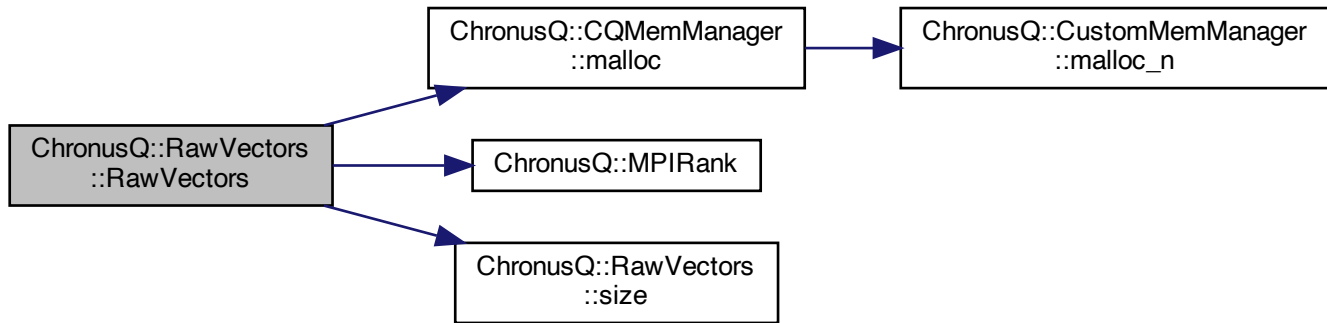 ChronusQ::RawVectors
::RawVectors
ChronusQ::CQMemManager
::malloc
ChronusQ::CustomMemManager
::malloc_n
ChronusQ::MPIRank
ChronusQ::RawVectors
::size